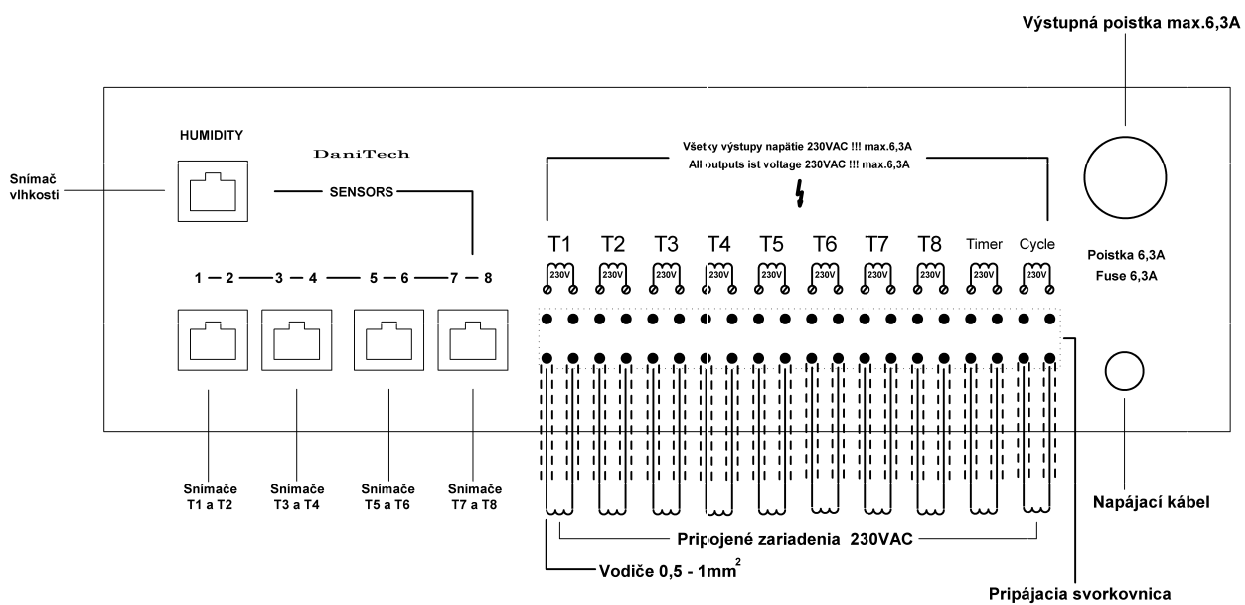 Výstupná poistka max.6,3A
HUMIDITY
DaniTech
Všetky výstupy napätie 230VAC !!! max.6,3A
All outputs ist voltage 230VAC !!! max.6,3A
Snímač
vlhkosti
SENSORS
T1 T2 T3 T4 T5 T6 T7 T8 Timer Cycle
230V 230V 230V 230V 230V 230V 230V 230V 230V 230V
Poistka 6,3A
Fuse 6,3A
1 – 2 3 – 4 5 – 6 7 – 8
Snímače
T1 a T2
Snímače
T3 a T4
Snímače
T5 a T6
Snímače
T7 a T8
Napájací kábel
Pripojené zariadenia 230VAC
Vodiče 0,5 - 1mm²
Pripájacia svorkovnica